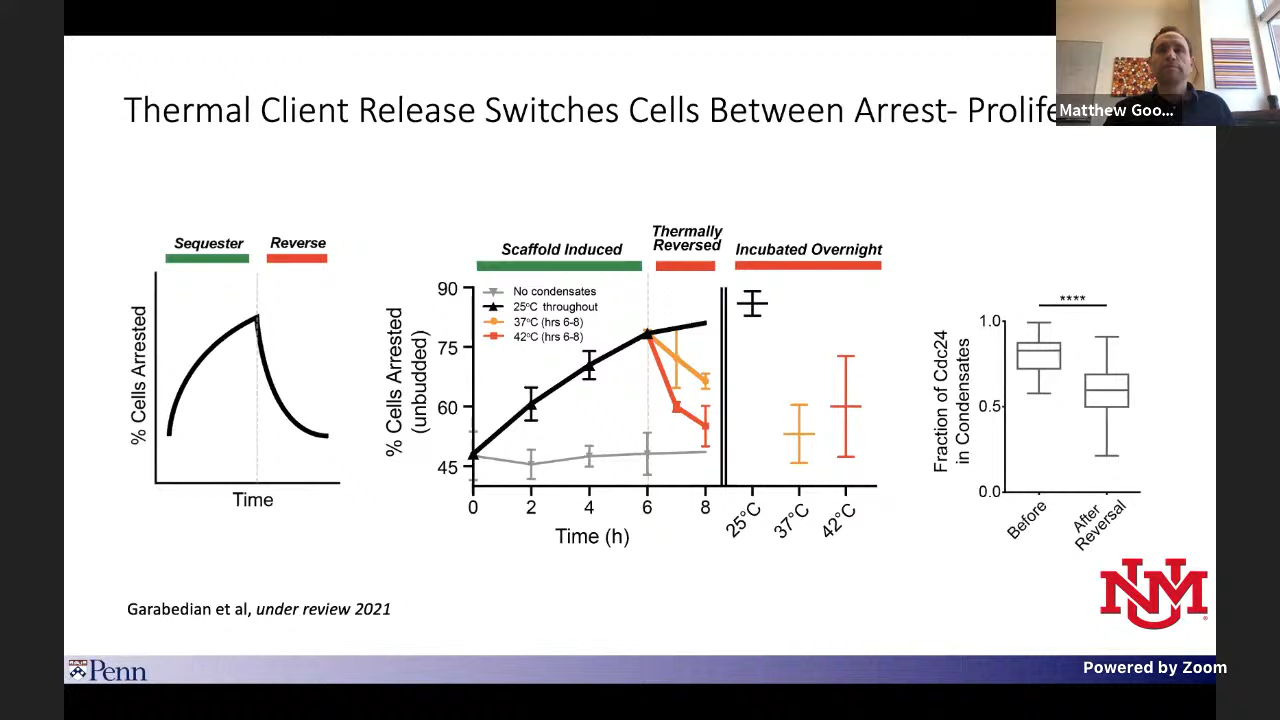 Thermal Client Release Switches Cells Between Arrest- Prolife
Matthew Goo...
Sequester
Reverse
% Cells Arrested
Time
Scaffold Induced
Thermally
Reversed
Incubated Overnight
No condensates
25°C throughout
37°C (hrs 6-8)
42°C (hrs 6-8)
% Cells Arrested
(unbudded)
90
75
60
45
0
2
4
6
8
25°C
37°C
42°C
Time (h)
****
Fraction of Cdc24
in Condensates
1.0
0.5
0.0
Before
After
Reversal
Garabedian et al, under review 2021
NM
Penn
Powered by Zoom